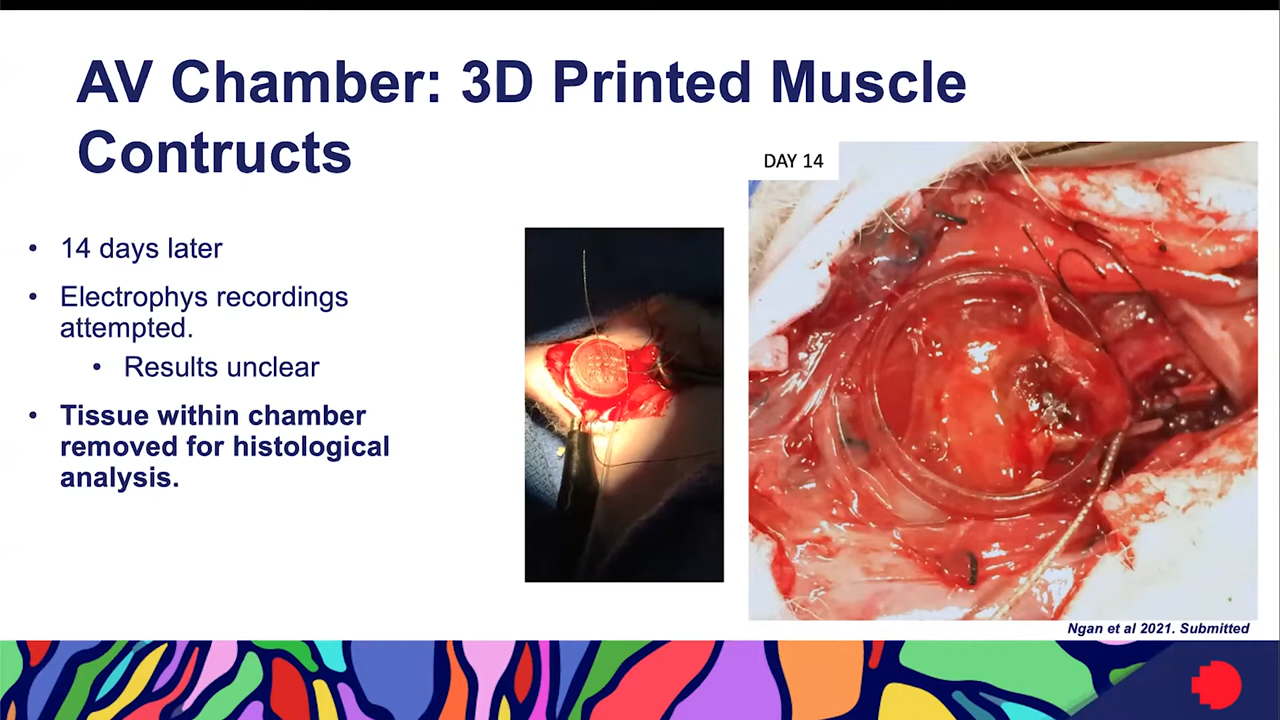 AV Chamber: 3D Printed Muscle
Contructs
DAY 14
• 14 days later
• Electrophys recordings
attempted.
• Results unclear
• Tissue within chamber
removed for histological
analysis.
Ngan et al 2021. Submitted